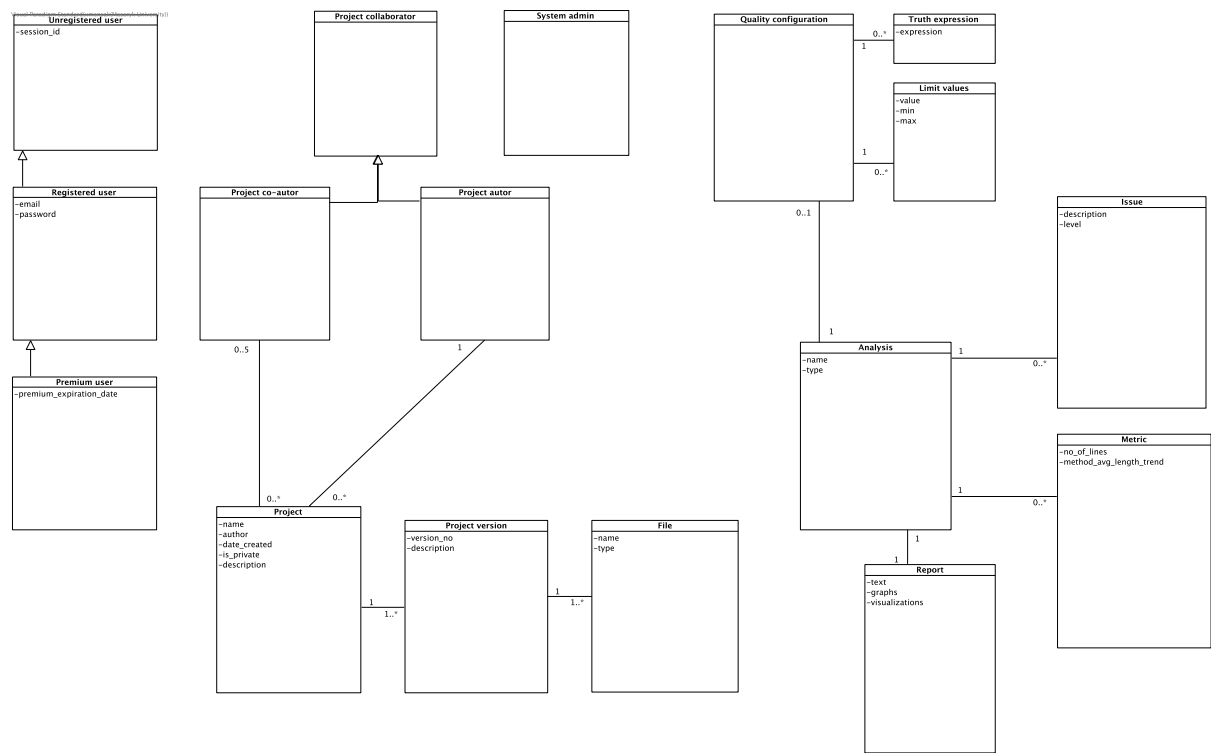 Unregistered user
-session_id
Project collaborator
System admin
Quality configuration
Truth expression
-expression
0..*
1
Limit values
-value
-min
-max
1
0..*
Registered user
-email
-password
Project co-autor
Project autor
Issue
-description
-level
0..1
1
0..5
1
Analysis
-name
-type
1
0..*
Premium user
-premium_expiration_date
Metric
-no_of_lines
-method_avg_length_trend
1
0..*
0..*
0..*
Project
-name
-author
-date_created
-is_private
-description
Project version
-version_no
-description
File
-name
-type
1
1..*
1
1..*
1
1
Report
-text
-graphs
-visualizations